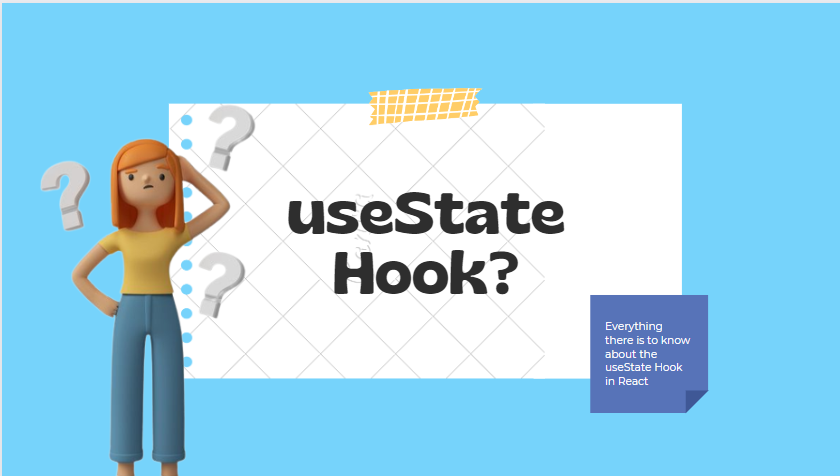 useState
Hook?
Everything
there is to know
about the
useState Hook
in React